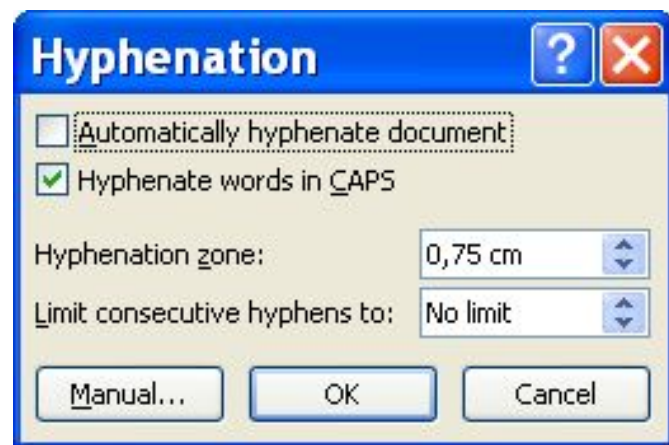 Hyphenation
Automatically hyphenate document
Hyphenate words in CAPS
Hyphenation zone: 0,75 cm
Limit consecutive hyphens to: No limit
Manual... OK Cancel